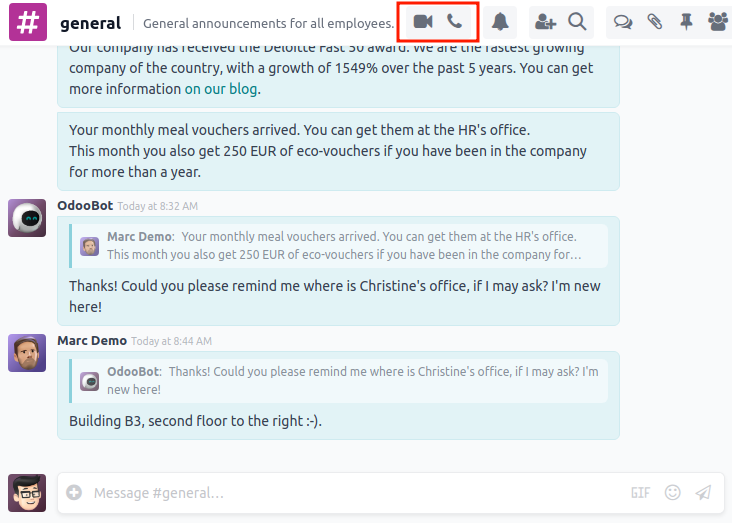 # general General announcements for all employees.
Our company has received the Deloitte Fast 50 award. We are the fastest growing
company of the country, with a growth of 1549% over the past 5 years. You can get
more information on our blog.
Your monthly meal vouchers arrived. You can get them at the HR's office.
This month you also get 250 EUR of eco-vouchers if you have been in the company
for more than a year.
OdooBot Today at 8:32 AM
Marc Demo: Your monthly meal vouchers arrived. You can get them at the HR's office.
This month you also get 250 EUR of eco-vouchers if you have been in the company for…
Thanks! Could you please remind me where is Christine's office, if I may ask? I'm new
here!
Marc Demo Today at 8:44 AM
OdooBot: Thanks! Could you please remind me where is Christine's office, if I may ask? I'm
new here!
Building B3, second floor to the right :-).
Message #general…
GIF